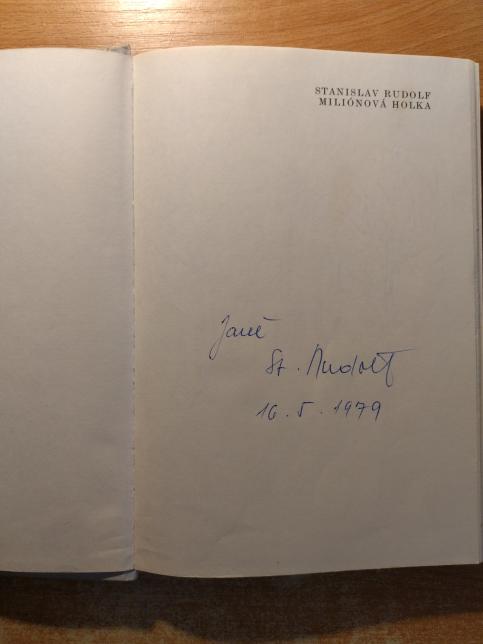 STANISLAV RUDOLF
MILIÓNOVÁ HOLKA
Janě
St. Rudolf
16. 5. 1979